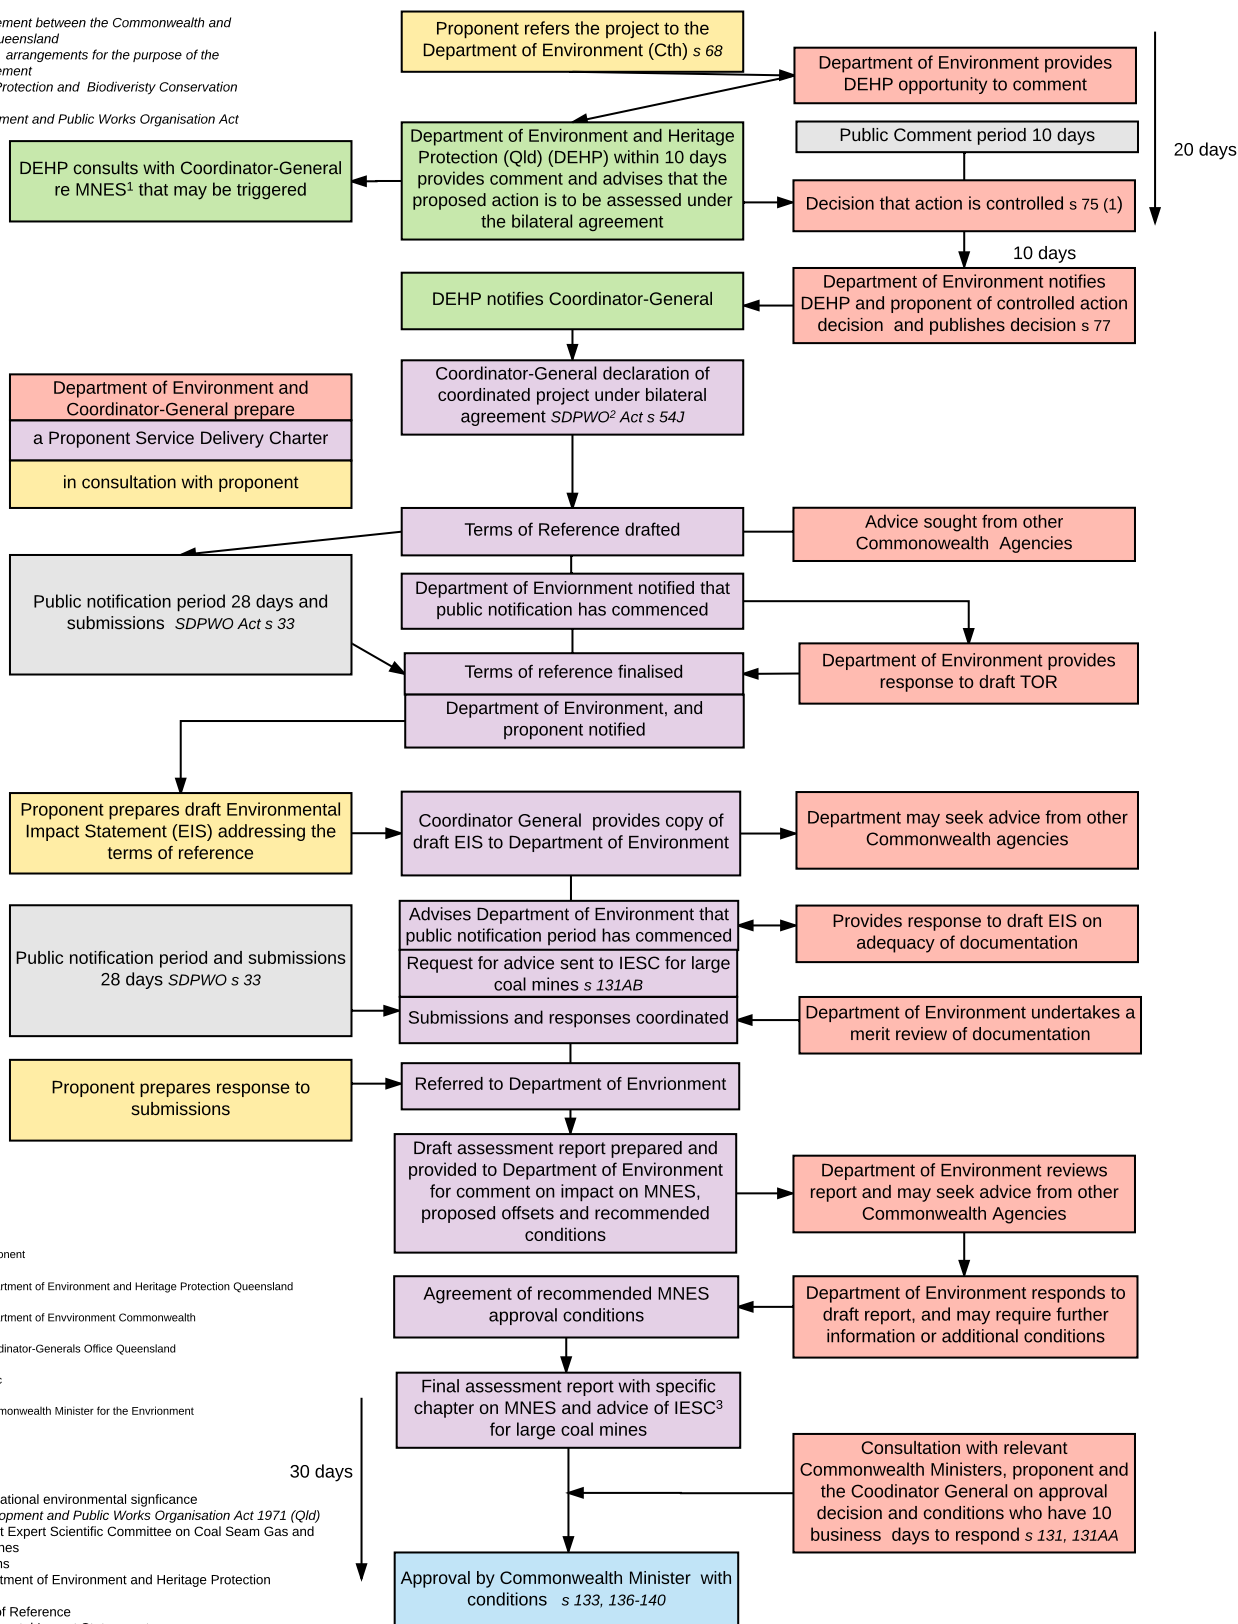 ement between the Commonwealth and
ueensland
arrangements for the purpose of the
ement
Protection and Biodiveristy Conservation
ment and Public Works Organisation Act
Proponent refers the project to the
Department of Environment (Cth) s 68
Department of Environment provides
DEHP opportunity to comment
Public Comment period 10 days
20 days
DEHP consults with Coordinator-General
re MNES1 that may be triggered
Department of Environment and Heritage
Protection (Qld) (DEHP) within 10 days
provides comment and advises that the
proposed action is to be assessed under
the bilateral agreement
Decision that action is controlled s 75 (1)
10 days
Department of Environment notifies
DEHP and proponent of controlled action
decision and publishes decision s 77
DEHP notifies Coordinator-General
Coordinator-General declaration of
coordinated project under bilateral
agreement SDPWO2 Act s 54J
Department of Environment and
Coordinator-General prepare
a Proponent Service Delivery Charter
in consultation with proponent
Terms of Reference drafted
Advice sought from other
Commonowealth Agencies
Public notification period 28 days and
submissions SDPWO Act s 33
Department of Enviornment notified that
public notification has commenced
Terms of reference finalised
Department of Environment provides
response to draft TOR
Department of Environment, and
proponent notified
Proponent prepares draft Environmental
Impact Statement (EIS) addressing the
terms of reference
Coordinator General provides copy of
draft EIS to Department of Environment
Department may seek advice from other
Commonwealth agencies
Public notification period and submissions
28 days SDPWO s 33
Advises Department of Environment that
public notification period has commenced
Provides response to draft EIS on
adequacy of documentation
Request for advice sent to IESC for large
coal mines s 131AB
Submissions and responses coordinated
Department of Environment undertakes a
merit review of documentation
Proponent prepares response to
submissions
Referred to Department of Envrionment
Draft assessment report prepared and
provided to Department of Environment
for comment on impact on MNES,
proposed offsets and recommended
conditions
Department of Environment reviews
report and may seek advice from other
Commonwealth Agencies
Agreement of recommended MNES
approval conditions
Department of Environment responds to
draft report, and may require further
information or additional conditions
Final assessment report with specific
chapter on MNES and advice of IESC3
for large coal mines
Consultation with relevant
Commonwealth Ministers, proponent and
the Coodinator General on approval
decision and conditions who have 10
business days to respond s 131, 131AA
30 days
Approval by Commonwealth Minister with
conditions s 133, 136-140
onent
artment of Environment and Heritage Protection Queensland
artment of Envvironment Commonwealth
dinator-Generals Office Queensland
c
monwealth Minister for the Envrionment
ational environmental signficance
opment and Public Works Organisation Act 1971 (Qld)
t Expert Scientific Committee on Coal Seam Gas and
nes
ns
tment of Environment and Heritage Protection
of Reference